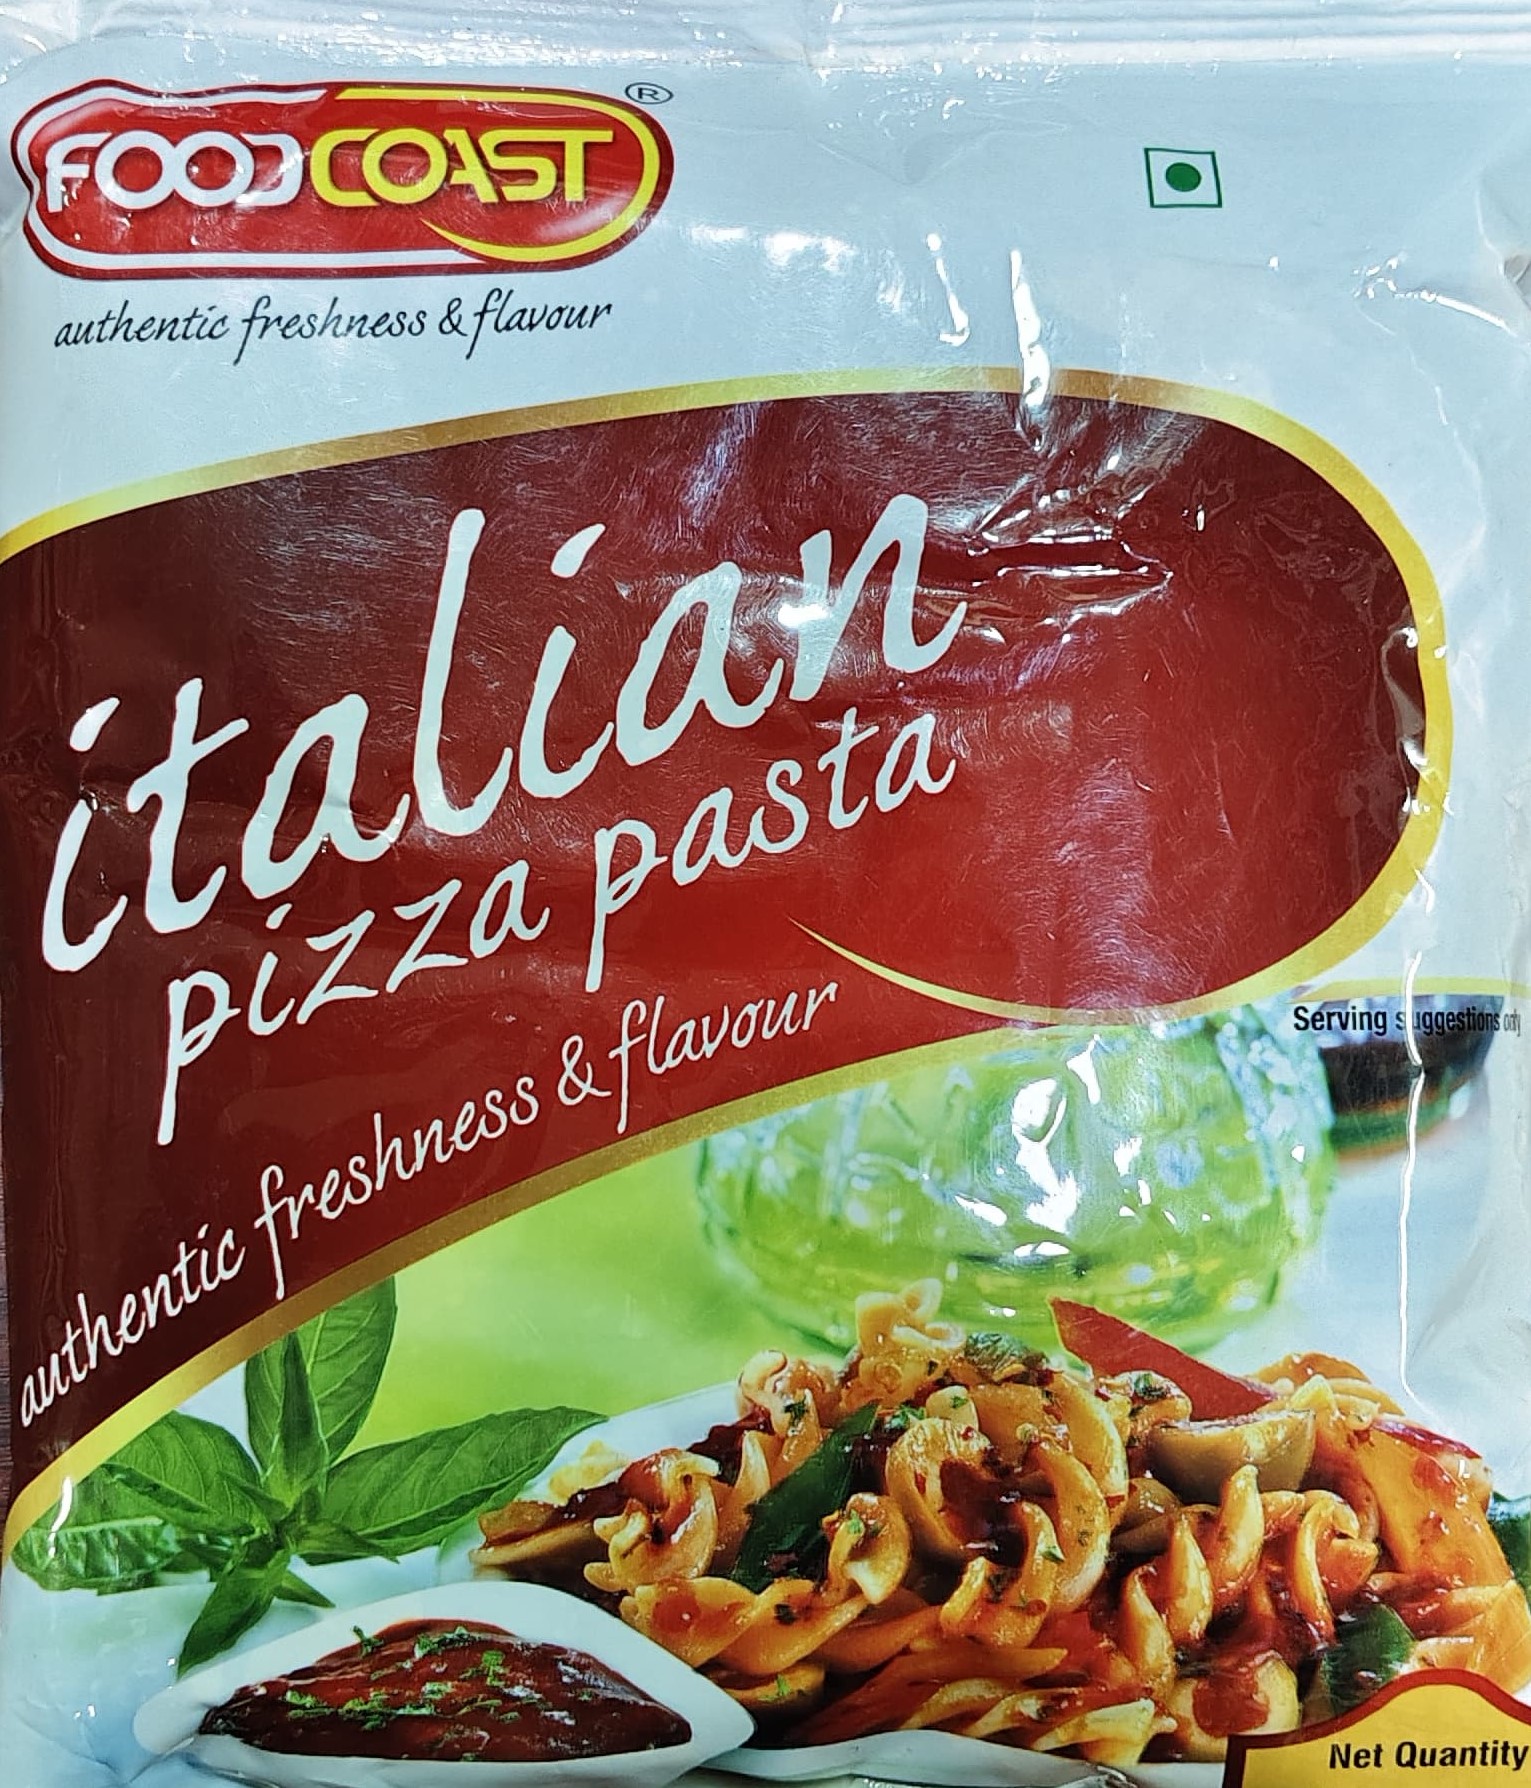 FOODCOAST ®
authentic freshness & flavour
italian
pizza pasta
authentic freshness & flavour
Serving suggestions only
Net Quantity